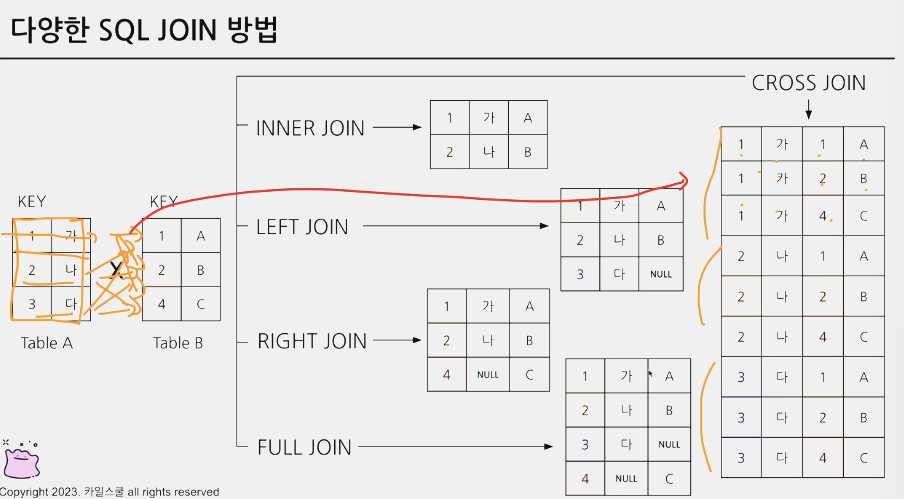 다양한 SQL JOIN 방법
KEY
1 가
2 나
3 다
Table A
X
KEY
1 A
2 B
4 C
Table B
INNER JOIN
1 가 A
2 나 B
LEFT JOIN
1 가 A
2 나 B
3 다 NULL
RIGHT JOIN
1 가 A
2 나 B
4 NULL C
FULL JOIN
1 가 A
2 나 B
3 다 NULL
4 NULL C
CROSS JOIN
1 가 1 A
1 가 2 B
1 가 4 C
2 나 1 A
2 나 2 B
2 나 4 C
3 다 1 A
3 다 2 B
3 다 4 C
Copyright 2023. 카일스쿨 all rights reserved